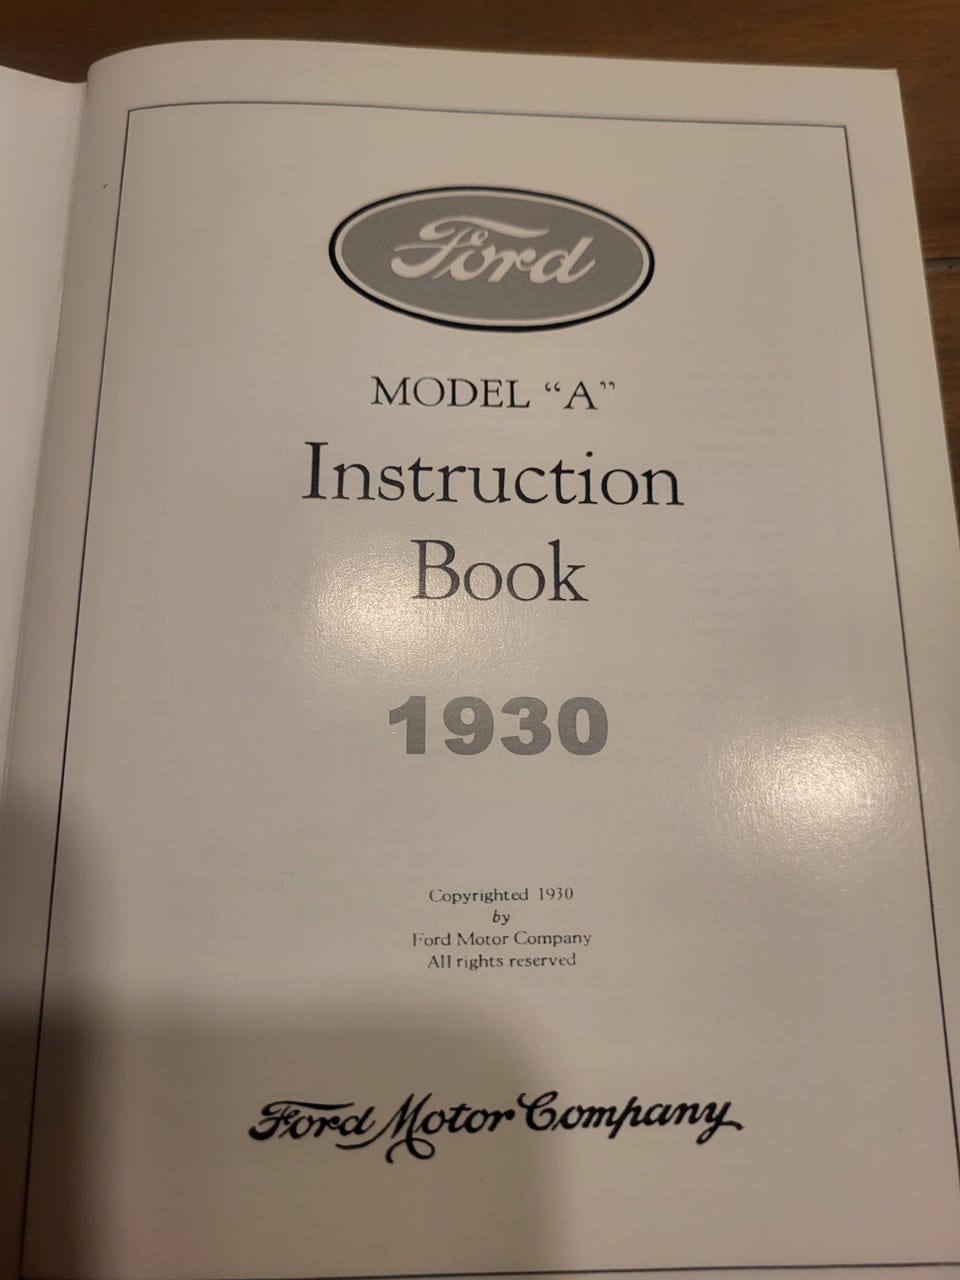 Ford
MODEL “A”
Instruction
Book
1930
Copyrighted 1930
by
Ford Motor Company
All rights reserved
Ford Motor Company